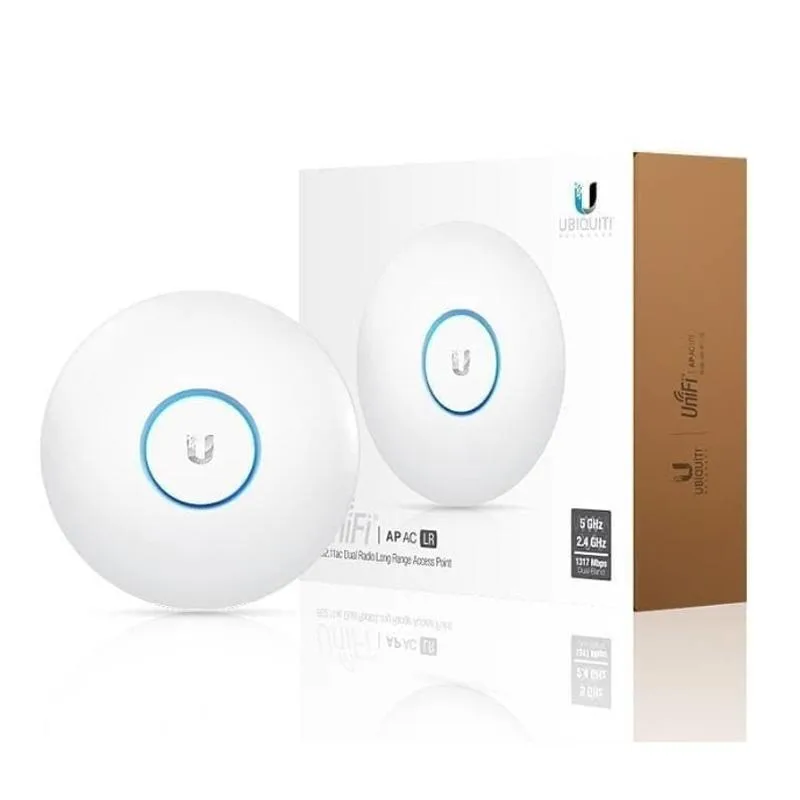 UBIQUITI
NETWORKS
UniFi | AP AC LR
802.11ac Dual Radio Long Range Access Point
5 GHz
2.4 GHz
1317 Mbps
Dual-Band
UniFi | AP AC LR
UBIQUITI
NETWORKS